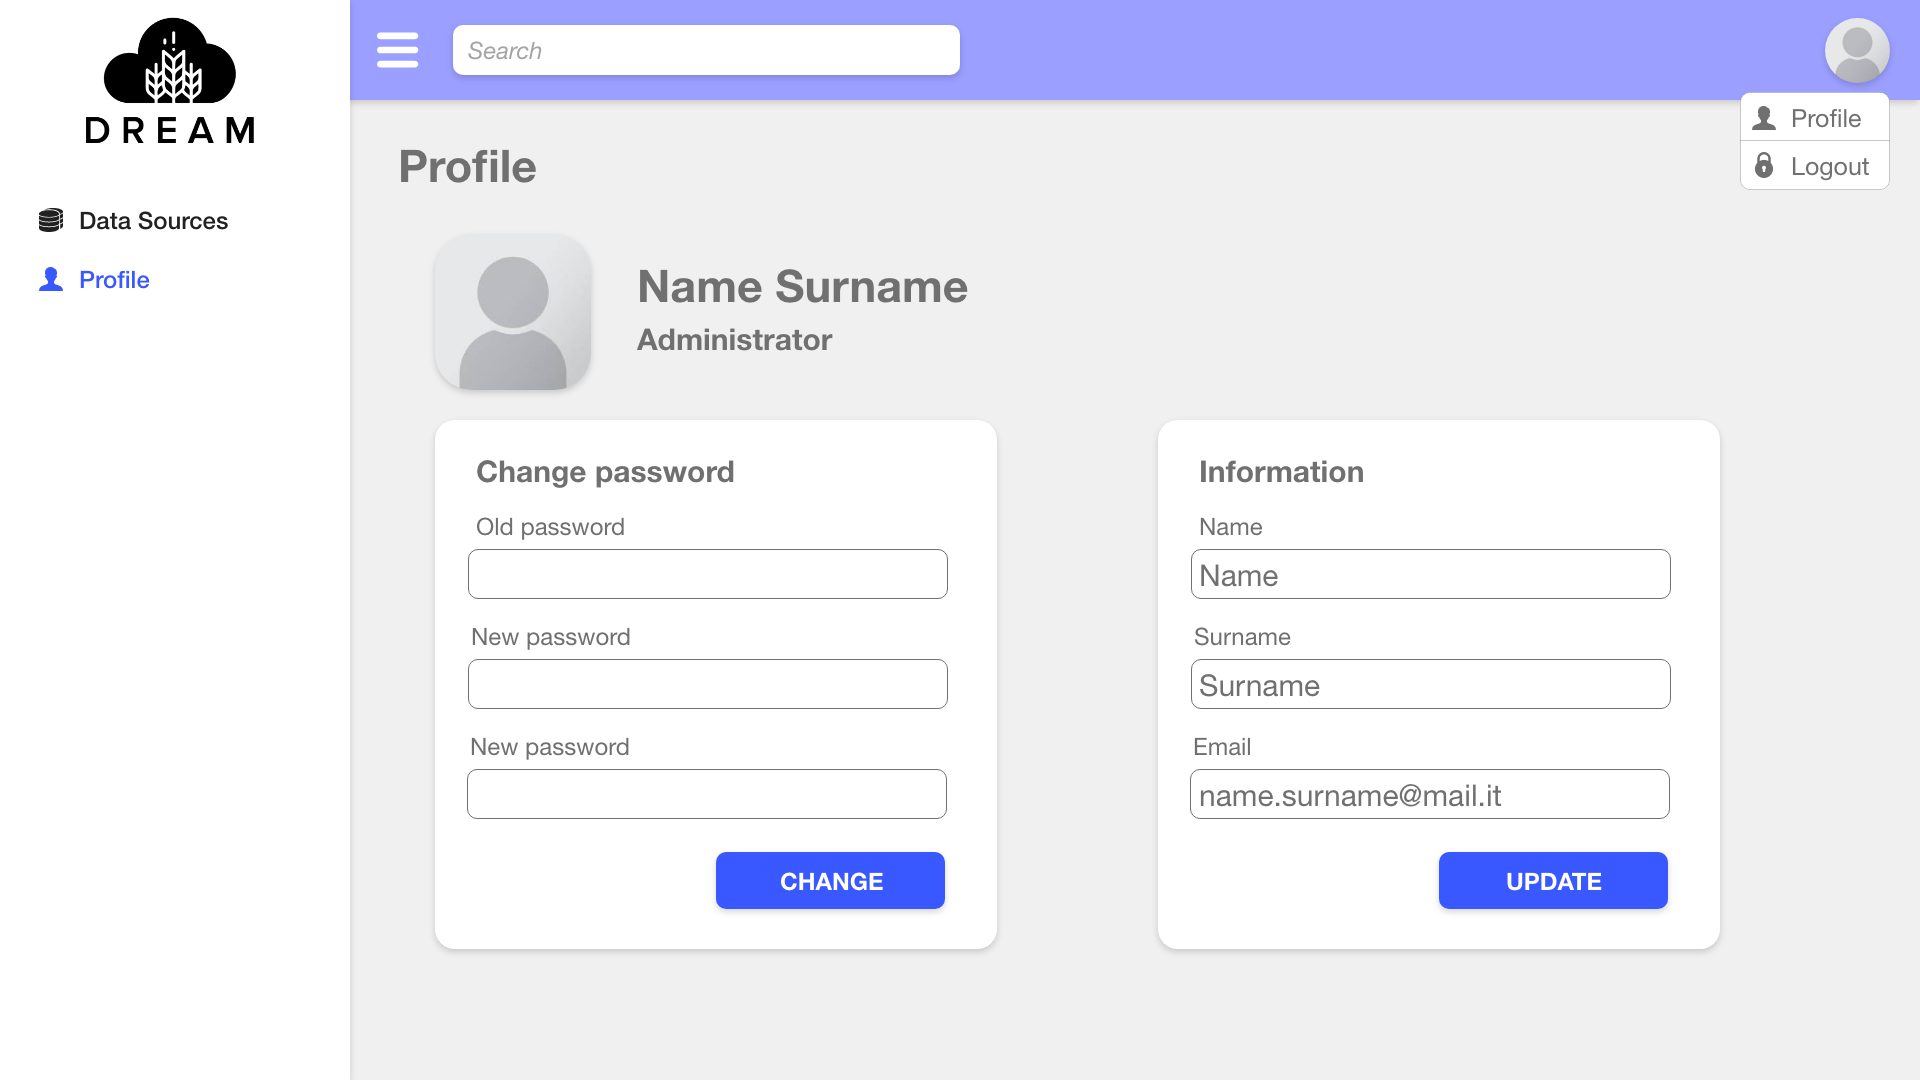 DREAM
Data Sources
Profile
Search
Profile
Logout
Profile
Name Surname
Administrator
Change password
Old password
New password
New password
CHANGE
Information
Name
Name
Surname
Surname
Email
name.surname@mail.it
UPDATE